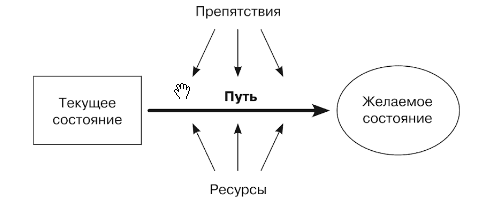 Препятствия
Путь
Текущее
состояние
Желаемое
состояние
Ресурсы